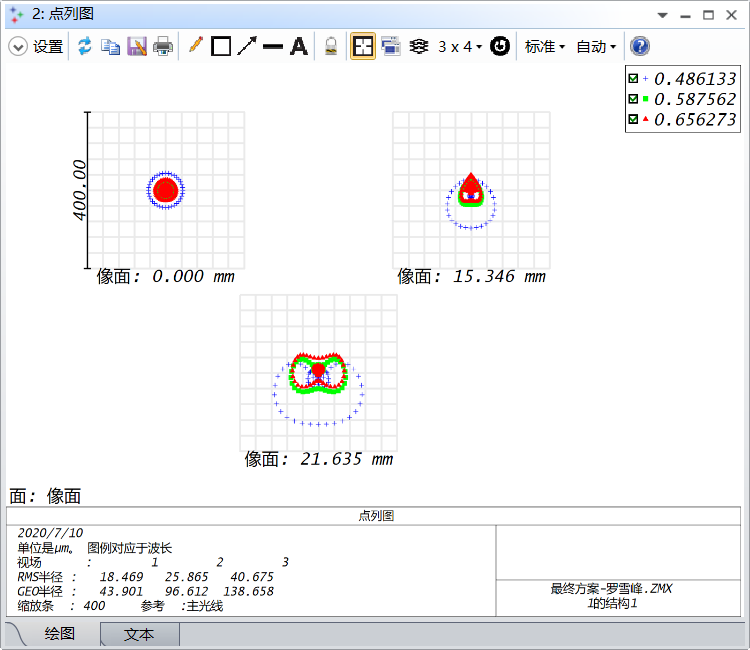 2: 点列图
设置
3 x 4
标准
自动
0.486133
0.587562
0.656273
400.00
像面: 0.000 mm
像面: 15.346 mm
像面: 21.635 mm
面: 像面
点列图
2020/7/10
单位是µm。 图例对应于波长
视场 : 1 2 3
RMS半径 : 18.469 25.865 40.675
GEO半径 : 43.901 96.612 138.658
缩放条 : 400 参考 :主光线
最终方案-罗雪峰.ZMX
1的结构1
绘图
文本